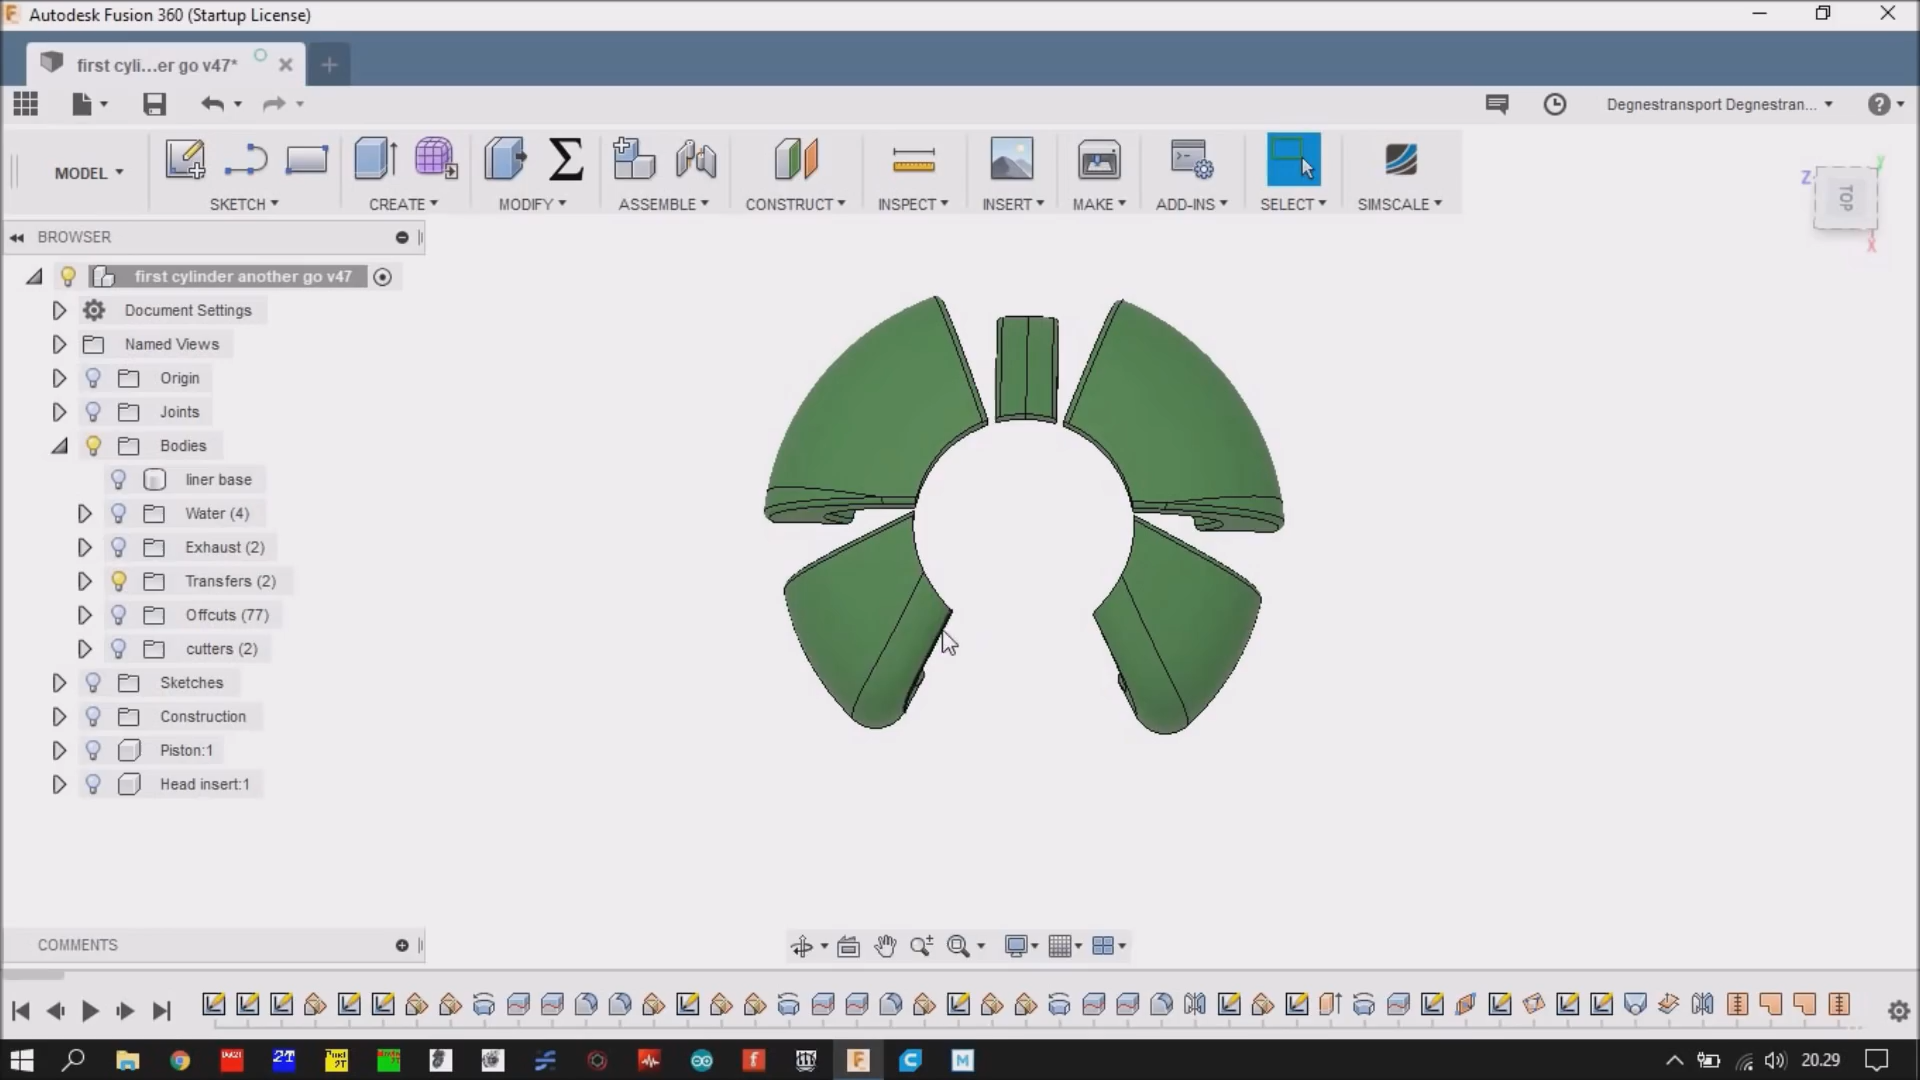 Autodesk Fusion 360 (Startup License)
first cyli...er go v47*
Degnestransport Degnestran...
MODEL
SKETCH
CREATE
MODIFY
ASSEMBLE
CONSTRUCT
INSPECT
INSERT
MAKE
ADD-INS
SELECT
SIMSCALE
TOP
Z
Y
X
BROWSER
first cylinder another go v47
Document Settings
Named Views
Origin
Joints
Bodies
liner base
Water (4)
Exhaust (2)
Transfers (2)
Offcuts (77)
cutters (2)
Sketches
Construction
Piston:1
Head insert:1
COMMENTS
2T
20.29